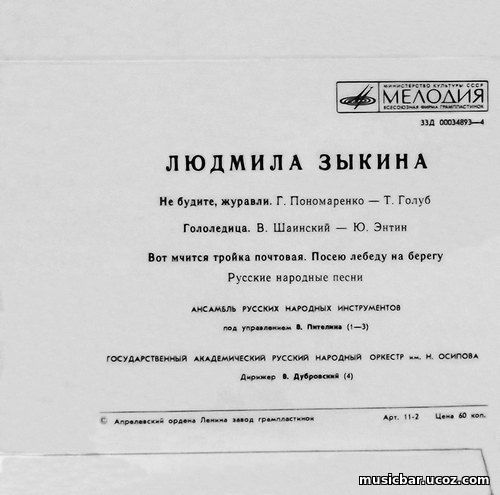 МИНИСТЕРСТВО КУЛЬТУРЫ СССР
МЕЛОДИЯ
ВСЕСОЮЗНАЯ ФИРМА ГРАМПЛАСТИНОК
33Д 00034893—4
ЛЮДМИЛА ЗЫКИНА
Не будите, журавли. Г. Пономаренко — Т. Голуб
Гололедица. В. Шаинский — Ю. Энтин
Вот мчится тройка почтовая. Посею лебеду на берегу
Русские народные песни
АНСАМБЛЬ РУССКИХ НАРОДНЫХ ИНСТРУМЕНТОВ
под управлением В. Пителина (1—3)
ГОСУДАРСТВЕННЫЙ АКАДЕМИЧЕСКИЙ РУССКИЙ НАРОДНЫЙ ОРКЕСТР им. Н. ОСИПОВА
Дирижер В. Дубровский (4)
© Апрелевский ордена Ленина завод грампластинок Арт. 11-2 Цена 60 коп.
musicbar.ucoz.com